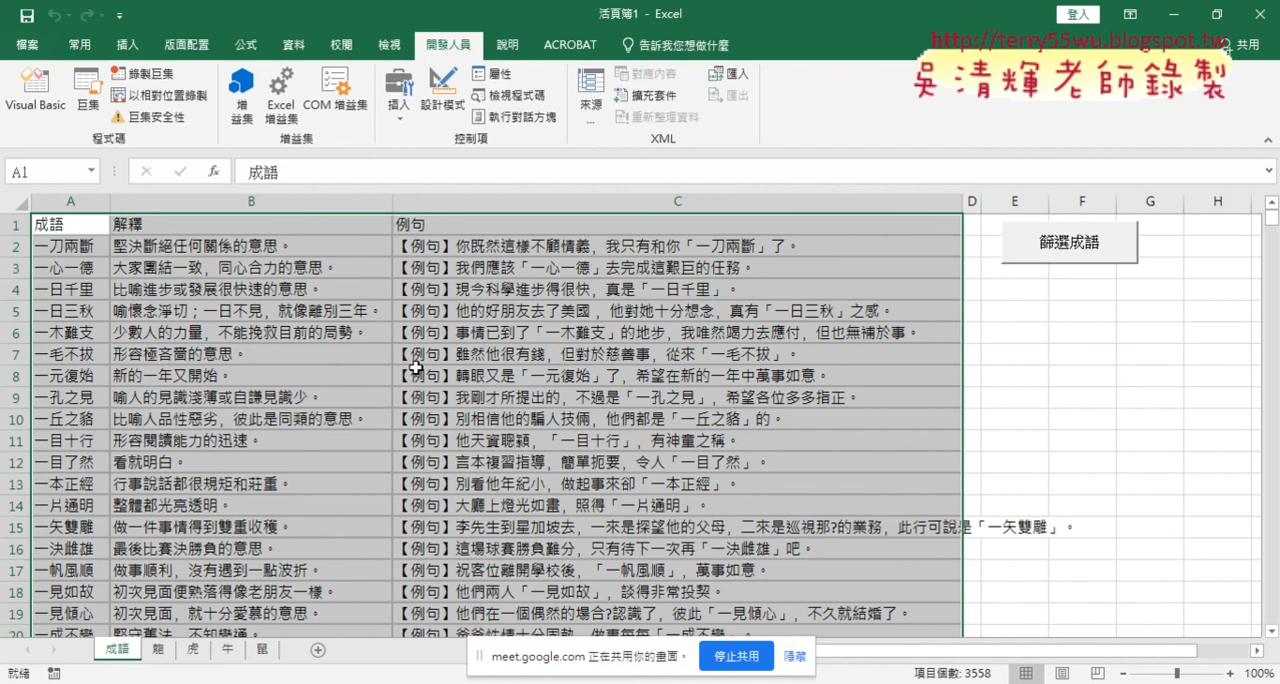 活頁簿1 - Excel
登入
檔案 常用 插入 版面配置 公式 資料 校閱 檢視 開發人員 說明 ACROBAT 告訴我您想做什麼 共用
http://terry55wu.blogspot.tw
吳清輝老師錄製
Visual Basic 巨集 錄製巨集 以相對位置錄製 巨集安全性
程式碼
增益集 Excel 增益集 COM 增益集
增益集
插入 設計模式 屬性 檢視程式碼 執行對話方塊
控制項
來源 對應內容 擴充套件 重新整理資料 匯入 匯出
XML
A1 fx 成語
A B C D E F G H
1 成語 解釋 例句
篩選成語
2 一刀兩斷 堅決斷絕任何關係的意思。 【例句】你既然這樣不顧情義，我只有和你「一刀兩斷」了。
3 一心一德 大家團結一致，同心合力的意思。 【例句】我們應該「一心一德」去完成這艱巨的任務。
4 一日千里 比喻進步或發展很快速的意思。 【例句】現今科學進步得很快，真是「一日千里」。
5 一日三秋 喻懷念淨切；一日不見，就像離別三年。 【例句】他的好朋友去了美國，他對她十分想念，真有「一日三秋」之感。
6 一木難支 少數人的力量，不能挽救目前的局勢。 【例句】事情已到了「一木難支」的地步，我唯然竭力去應付，但也無補於事。
7 一毛不拔 形容極吝嗇的意思。 【例句】雖然他很有錢，但對於慈善事，從來「一毛不拔」。
8 一元復始 新的一年又開始。 【例句】轉眼又是「一元復始」了，希望在新的一年中萬事如意。
9 一孔之見 喻人的見識淺薄或自謙見識少。 【例句】我剛才所提出的，不過是「一孔之見」，希望各位多多指正。
10 一丘之貉 比喻人品性惡劣，彼此是同類的意思。 【例句】別相信他的騙人技倆，他們都是「一丘之貉」的。
11 一目十行 形容閱讀能力的迅速。 【例句】他天資聰穎，「一目十行」，有神童之稱。
12 一目了然 看就明白。 【例句】言本複習指導，簡單扼要，令人「一目了然」。
13 一本正經 行事說話都很規矩和莊重。 【例句】別看他年紀小，做起事來卻「一本正經」。
14 一片通明 整體都光亮透明。 【例句】大廳上燈光如晝，照得「一片通明」。
15 一矢雙雕 做一件事情得到雙重收穫。 【例句】李先生到星加坡去，一來是探望他的父母，二來是巡視那?的業務，此行可說是「一矢雙雕」。
16 一決雌雄 最後比賽決勝負的意思。 【例句】這場球賽勝負難分，只有待下一次再「一決雌雄」吧。
17 一帆風順 做事順利，沒有遇到一點波折。 【例句】祝客位離開學校後，「一帆風順」，萬事如意。
18 一見如故 初次見面便熟落得像老朋友一樣。 【例句】他們兩人「一見如故」，談得非常投契。
19 一見傾心 初次見面，就十分愛慕的意思。 【例句】他們在一個偶然的場合?認識了，彼此「一見傾心」，不久就結婚了。
20 一成不變 堅守舊法，不知變通。
成語 龍 虎 牛 鼠
meet.google.com 正在共用你的畫面。 停止共用 隱藏
就緒 項目個數: 3558 100%